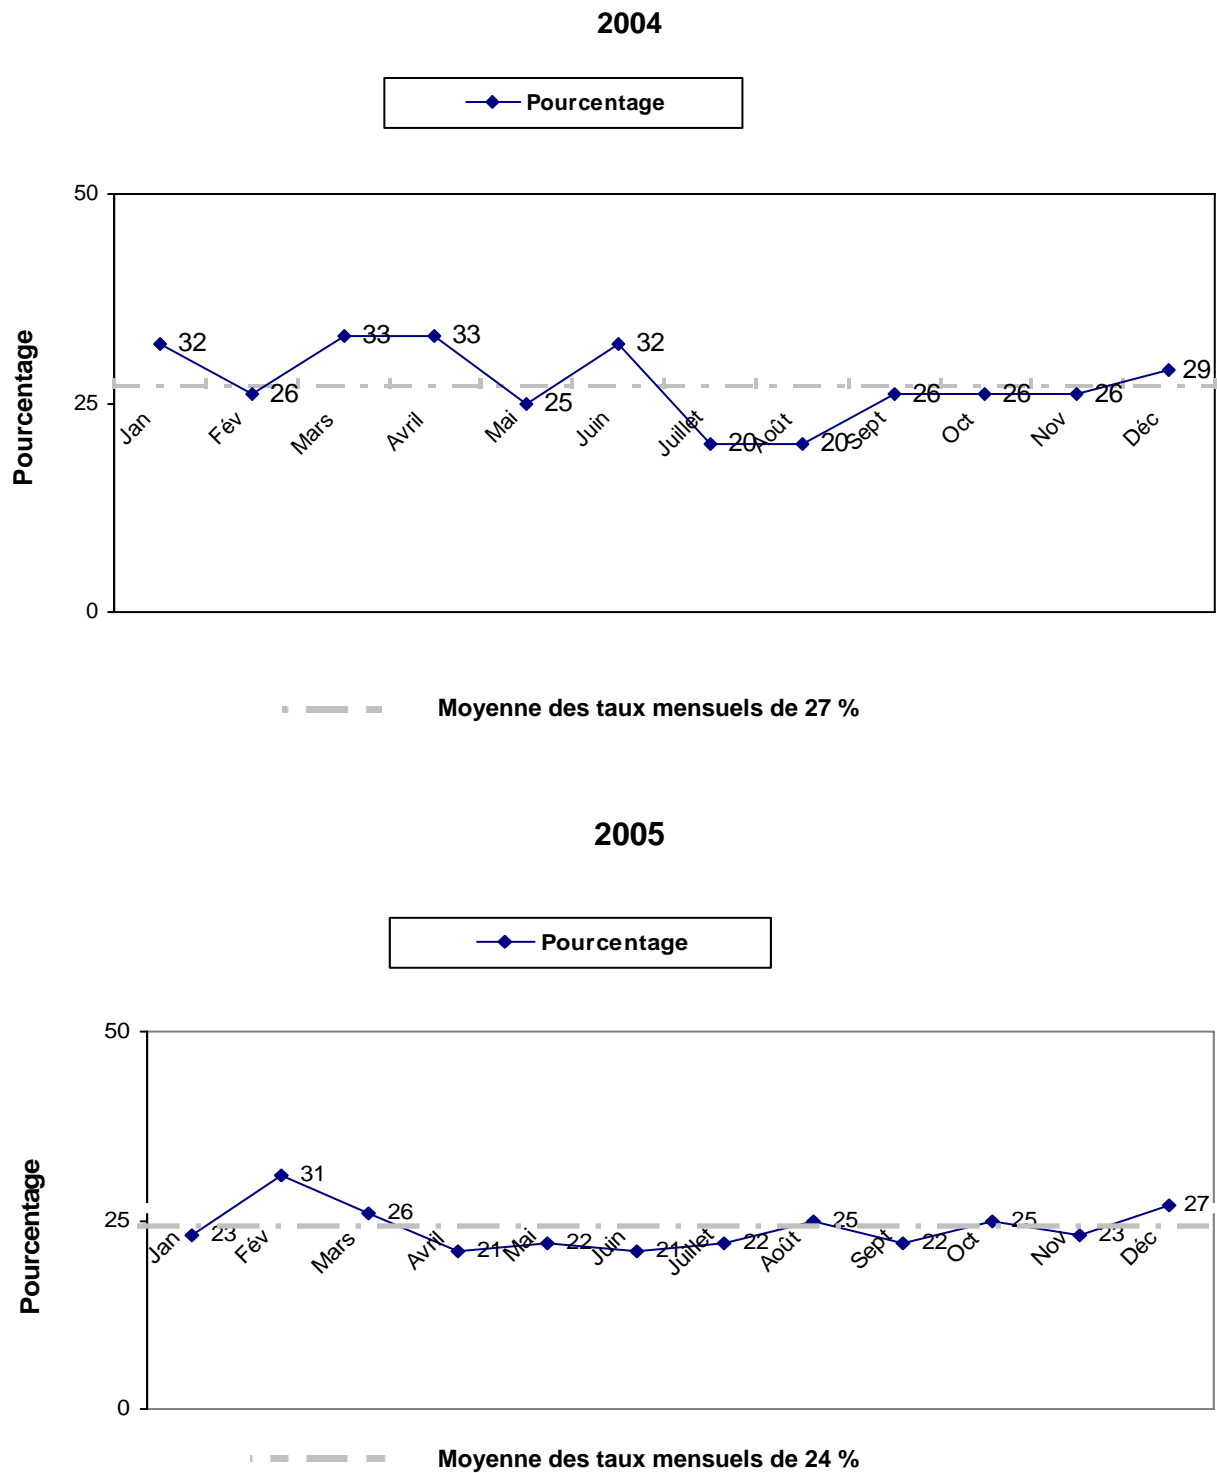 2004
Pourcentage
50
Pourcentage
32
26
33
33
25
32
20
20
26
26
26
29
25
Jan
Fév
Mars
Avril
Mai
Juin
Juillet
Août
Sept
Oct
Nov
Déc
0
Moyenne des taux mensuels de 27 %
2005
Pourcentage
50
Pourcentage
23
31
26
21
22
21
22
25
22
25
23
27
25
Jan
Fév
Mars
Avril
Mai
Juin
Juillet
Août
Sept
Oct
Nov
Déc
0
Moyenne des taux mensuels de 24 %